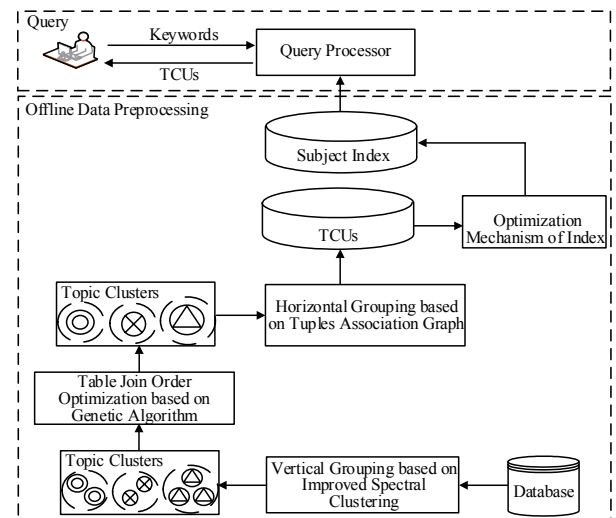 Query
Keywords
TCUs
Query Processor
Offline Data Preprocessing
Subject Index
TCUs
Optimization
Mechanism of Index
Topic Clusters
Horizontal Grouping based
on Tuples Association Graph
Table Join Order
Optimization based on
Genetic Algorithm
Topic Clusters
Vertical Grouping based on
Improved Spectral
Clustering
Database